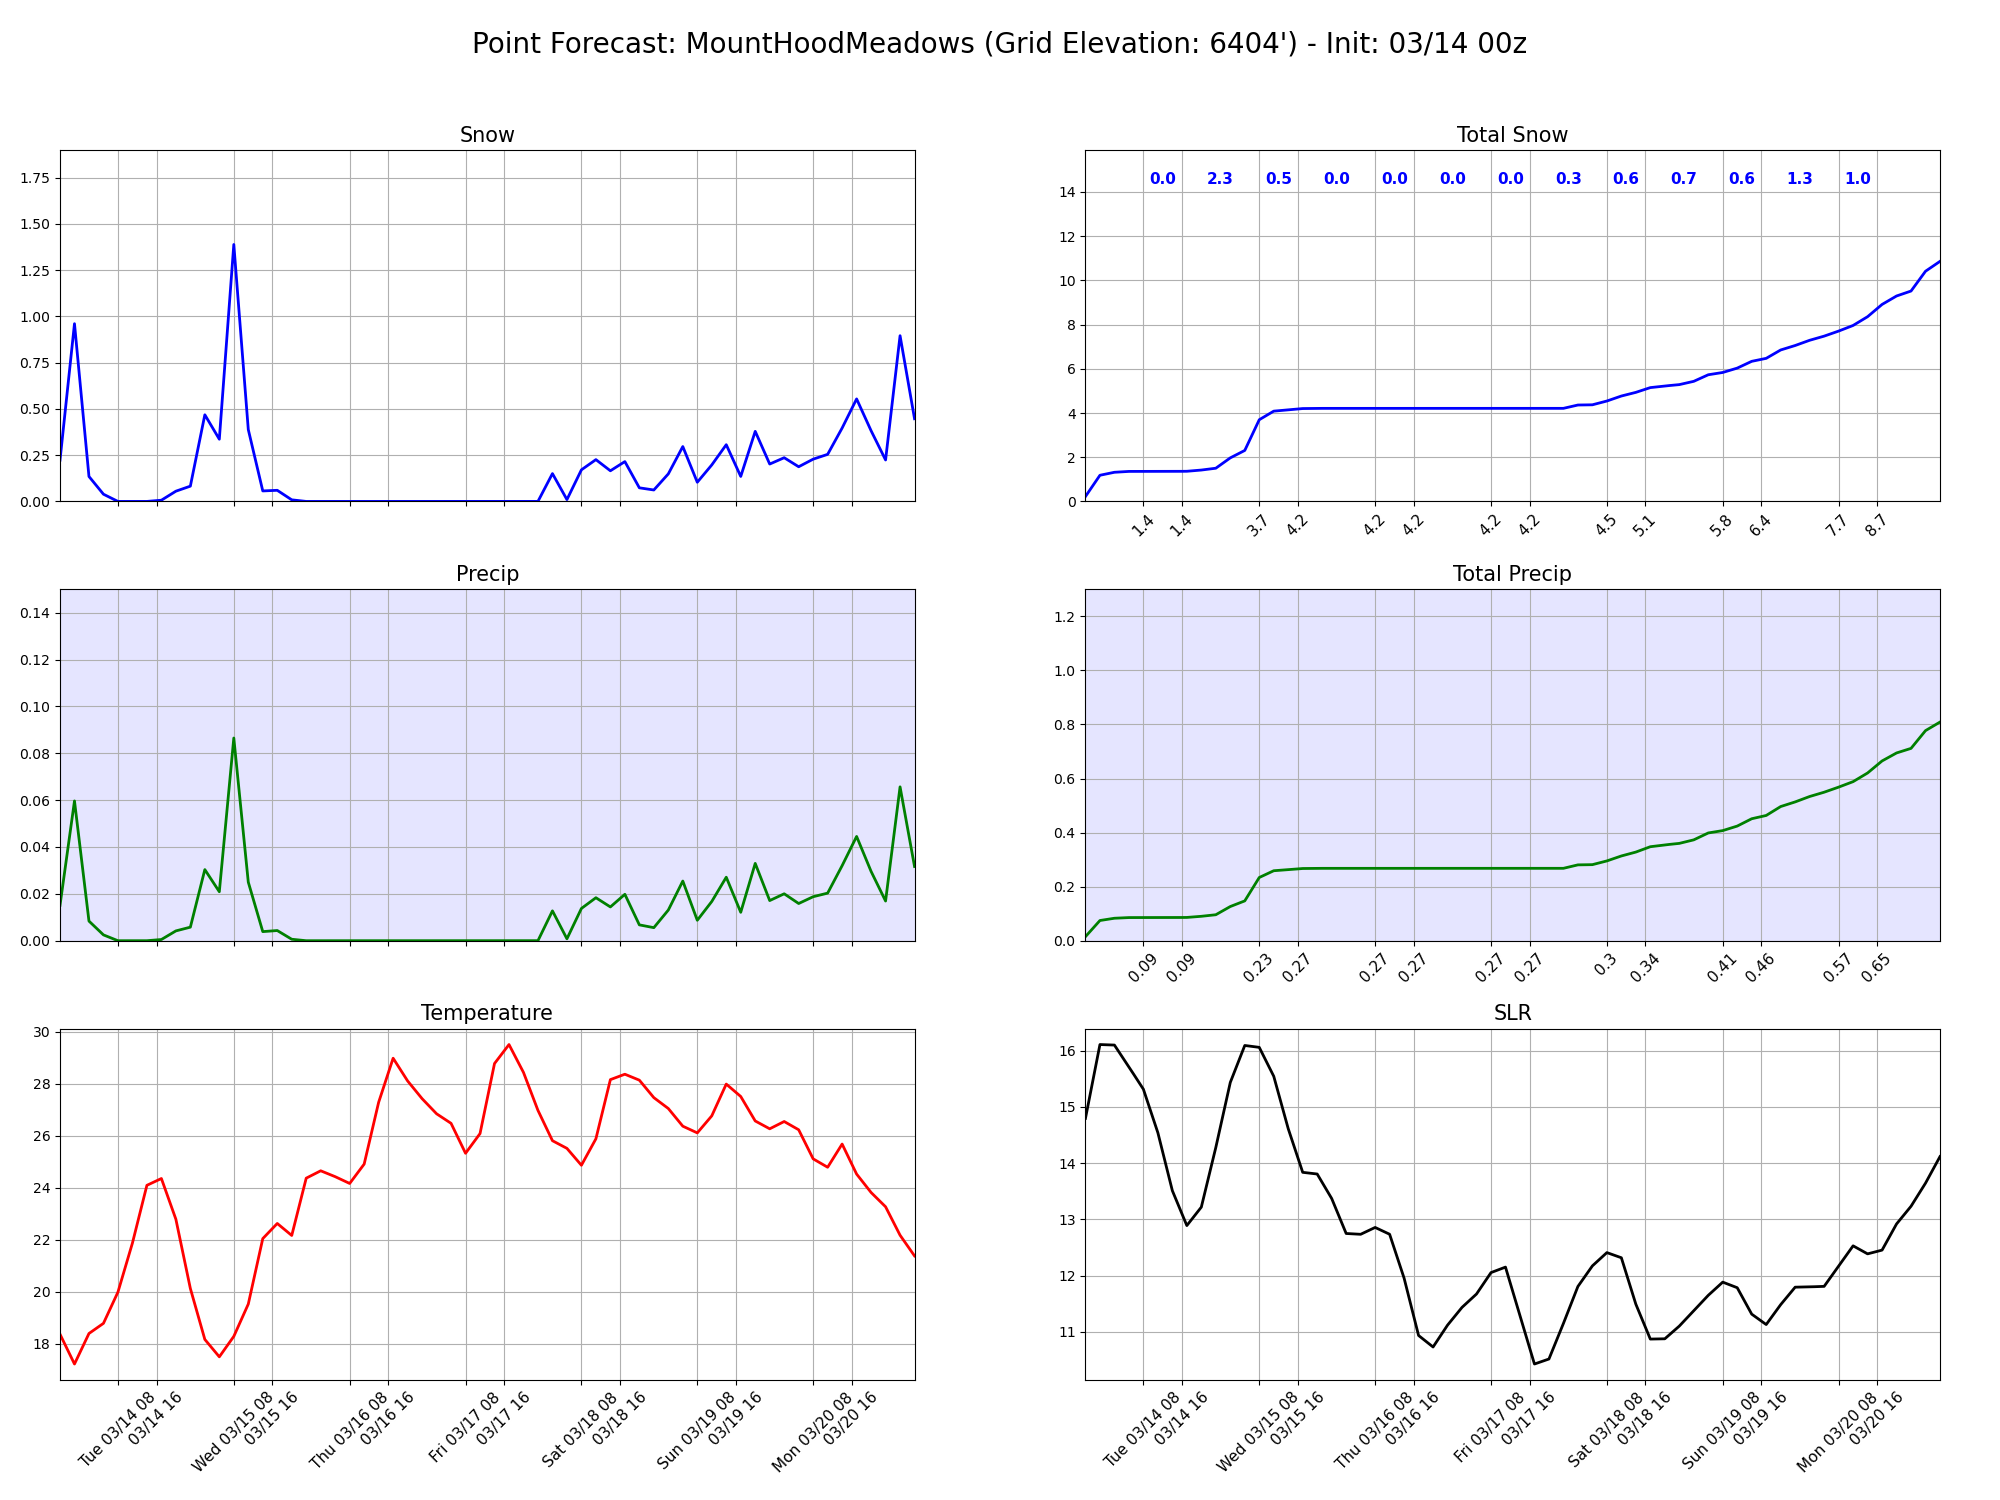 Point Forecast: MountHoodMeadows (Grid Elevation: 6404') - Init: 03/14 00z
Snow
1.75
1.50
1.25
1.00
0.75
0.50
0.25
0.00
Total Snow
0.0 2.3 0.5 0.0 0.0 0.0 0.0 0.3 0.6 0.7 0.6 1.3 1.0
14
12
10
8
6
4
2
0
1.4 1.4 3.7 4.2 4.2 4.2 4.2 4.2 4.5 5.1 5.8 6.4 7.7 8.7
Precip
0.14
0.12
0.10
0.08
0.06
0.04
0.02
0.00
Total Precip
1.2
1.0
0.8
0.6
0.4
0.2
0.0
0.09 0.09 0.23 0.27 0.27 0.27 0.27 0.27 0.3 0.34 0.41 0.46 0.57 0.65
Temperature
30
28
26
24
22
20
18
Tue 03/14 08
03/14 16
Wed 03/15 08
03/15 16
Thu 03/16 08
03/16 16
Fri 03/17 08
03/17 16
Sat 03/18 08
03/18 16
Sun 03/19 08
03/19 16
Mon 03/20 08
03/20 16
SLR
16
15
14
13
12
11
Tue 03/14 08
03/14 16
Wed 03/15 08
03/15 16
Thu 03/16 08
03/16 16
Fri 03/17 08
03/17 16
Sat 03/18 08
03/18 16
Sun 03/19 08
03/19 16
Mon 03/20 08
03/20 16